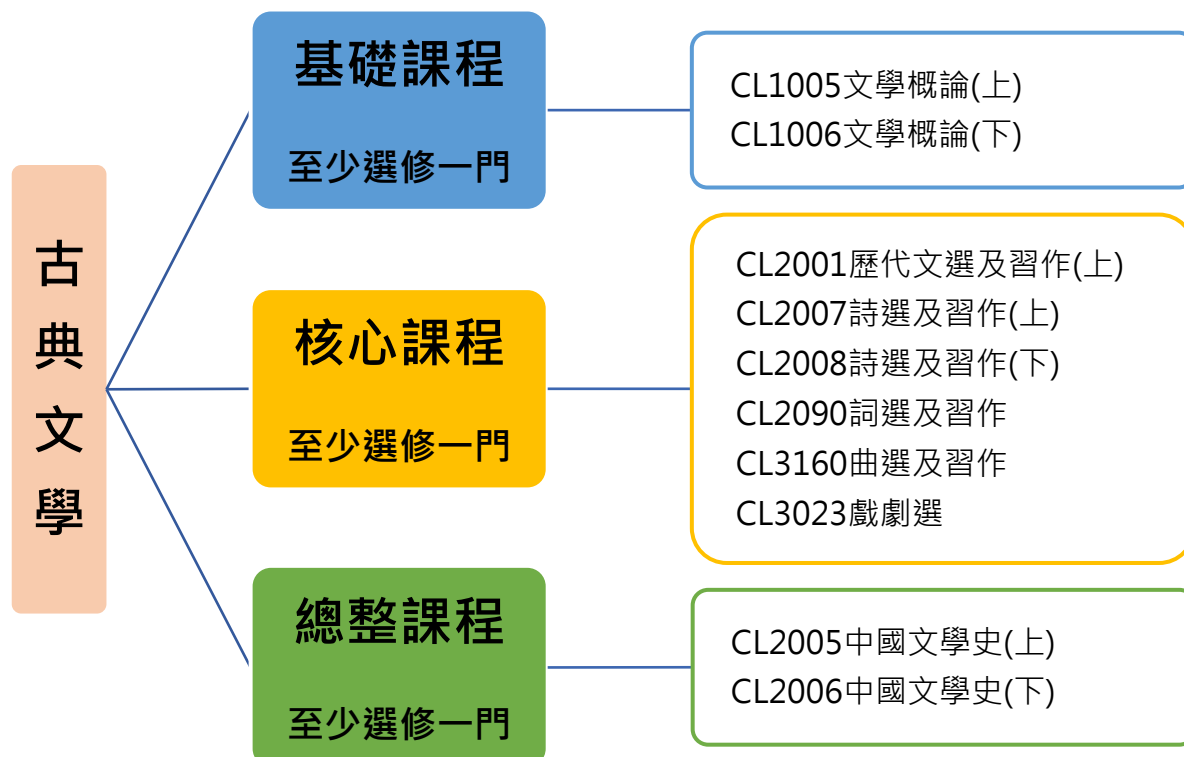 古典文學
基礎課程
至少選修一門
CL1005文學概論(上)
CL1006文學概論(下)
核心課程
至少選修一門
CL2001歷代文選及習作(上)
CL2007詩選及習作(上)
CL2008詩選及習作(下)
CL2090詞選及習作
CL3160曲選及習作
CL3023戲劇選
總整課程
至少選修一門
CL2005中國文學史(上)
CL2006中國文學史(下)